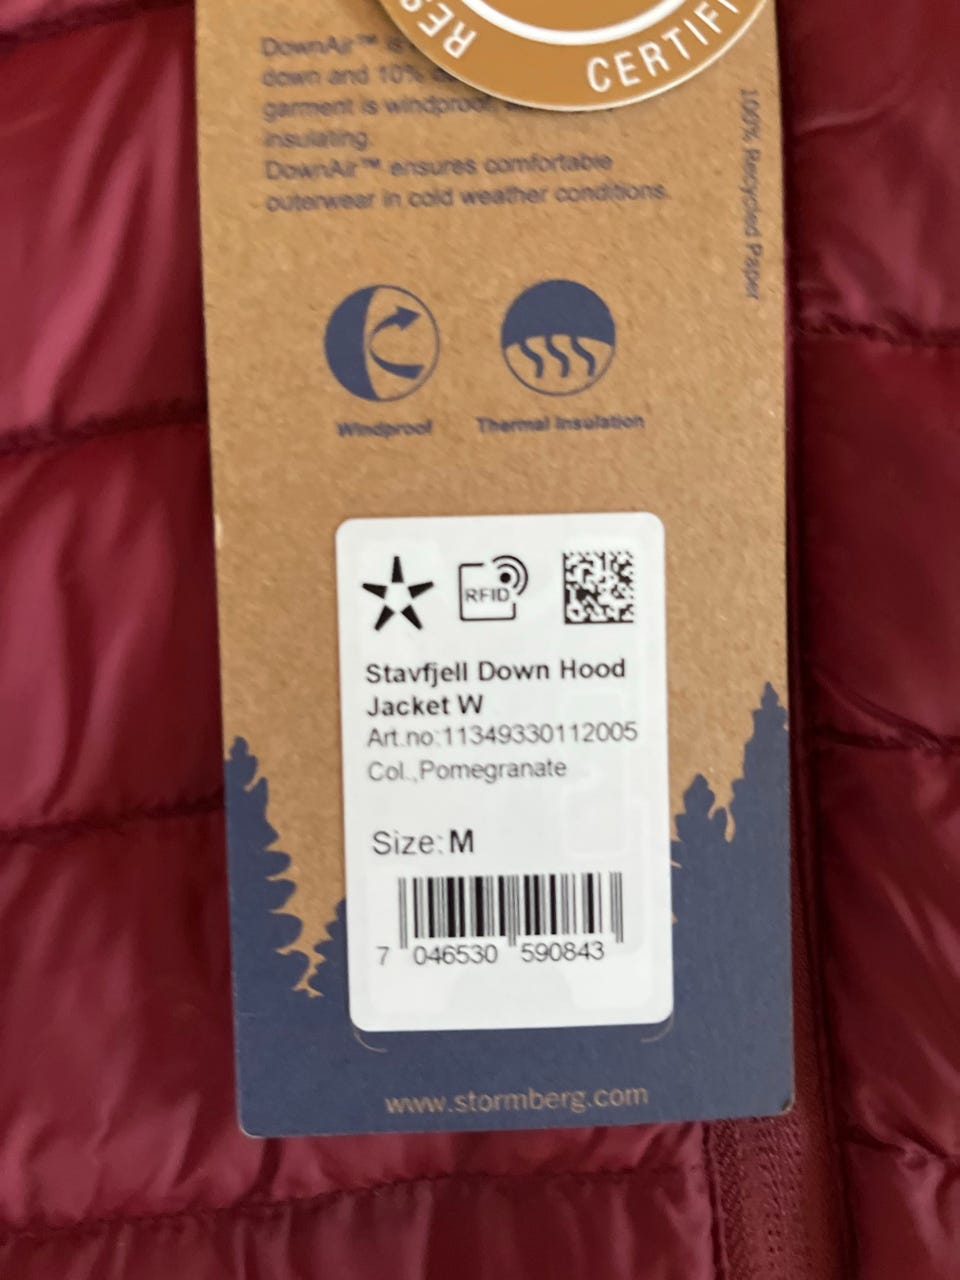 RES
CERTIFI
DownAir™ is
down and 10%
garment is windproof,
insulating.
DownAir™ ensures comfortable
outerwear in cold weather conditions.
100% Recycled Paper
Windproof
Thermal Insulation
RFID
Stavfjell Down Hood
Jacket W
Art.no:11349330112005
Col.,Pomegranate
Size: M
7 046530 590843
www.stormberg.com